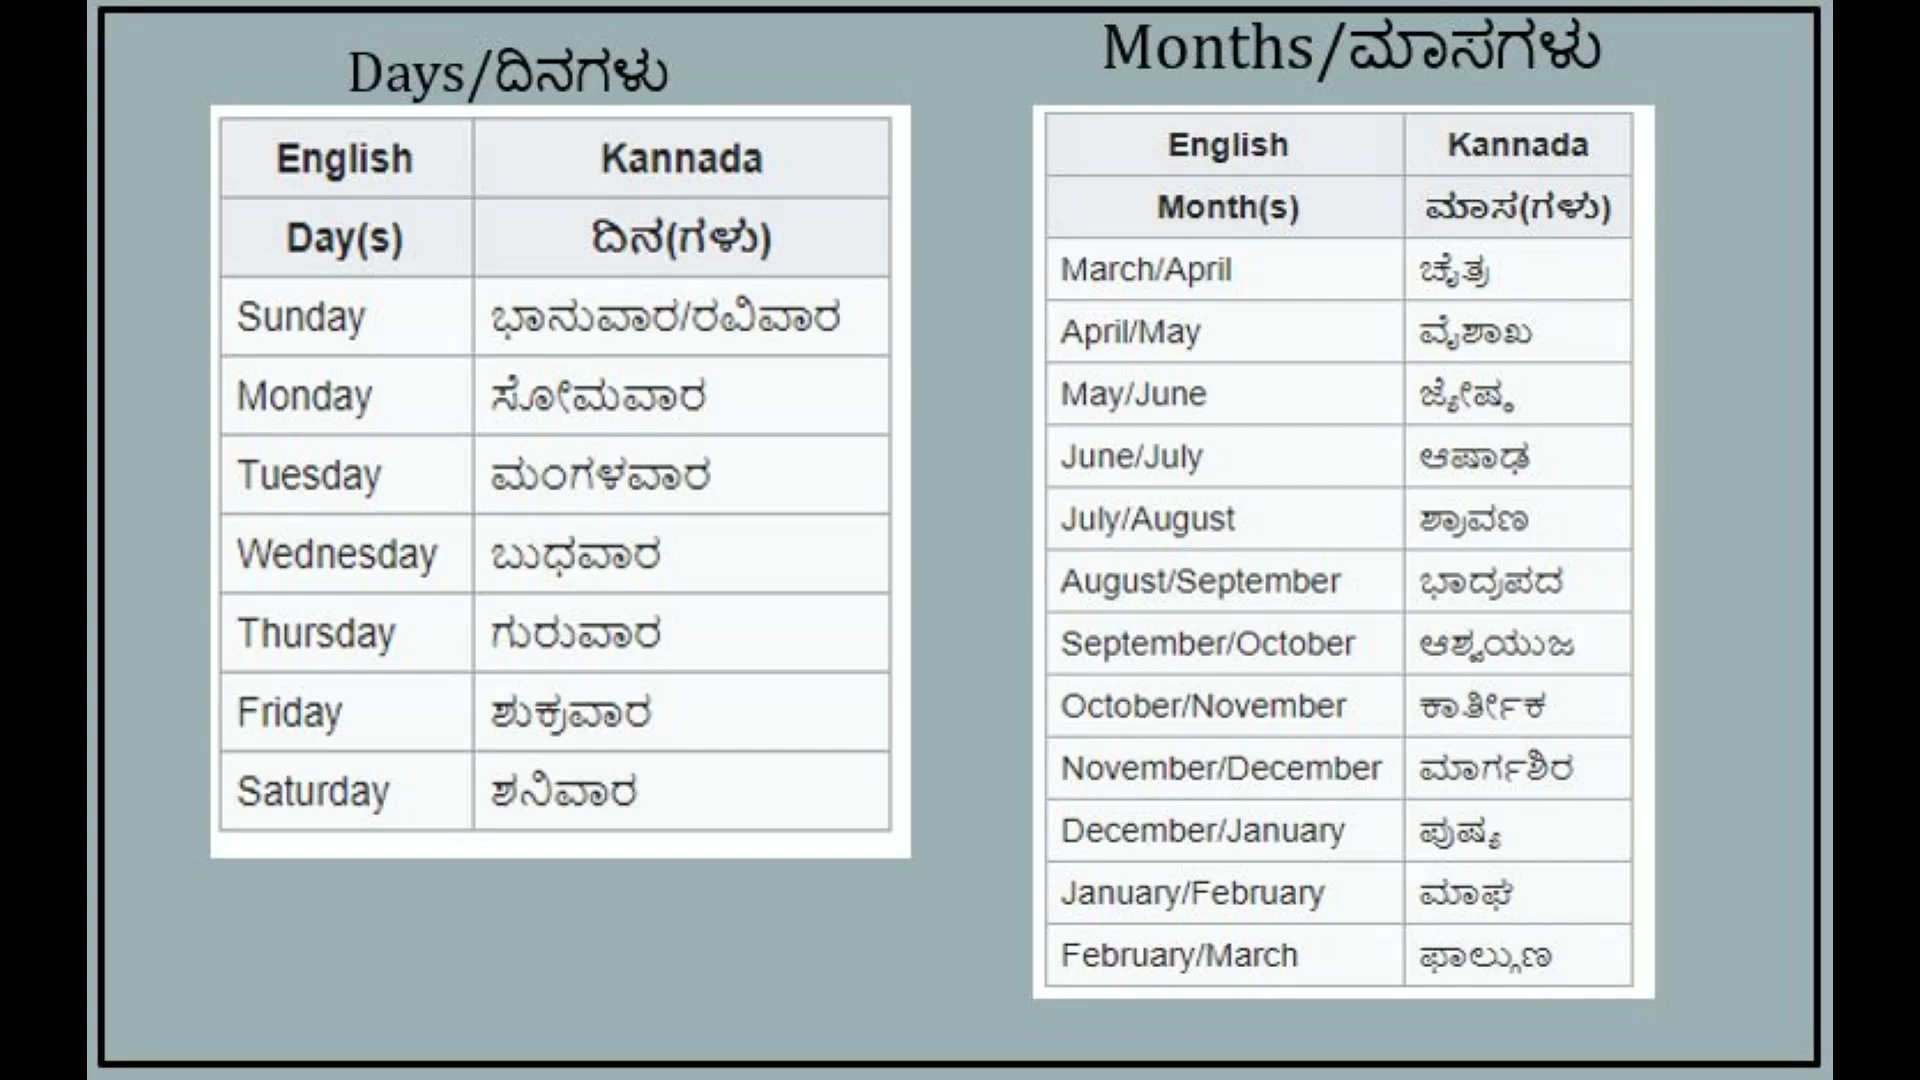 Days/ದಿನಗಳು
English Kannada
Day(s) ದಿನ(ಗಳು)
Sunday ಭಾನುವಾರ/ರವಿವಾರ
Monday ಸೋಮವಾರ
Tuesday ಮಂಗಳವಾರ
Wednesday ಬುಧವಾರ
Thursday ಗುರುವಾರ
Friday ಶುಕ್ರವಾರ
Saturday ಶನಿವಾರ
Months/ಮಾಸಗಳು
English Kannada
Month(s) ಮಾಸ(ಗಳು)
March/April ಚೈತ್ರ
April/May ವೈಶಾಖ
May/June ಜ್ಯೇಷ್ಠ
June/July ಆಷಾಢ
July/August ಶ್ರಾವಣ
August/September ಭಾದ್ರಪದ
September/October ಆಶ್ವಯುಜ
October/November ಕಾರ್ತೀಕ
November/December ಮಾರ್ಗಶಿರ
December/January ಪುಷ್ಯ
January/February ಮಾಘ
February/March ಫಾಲ್ಗುಣ